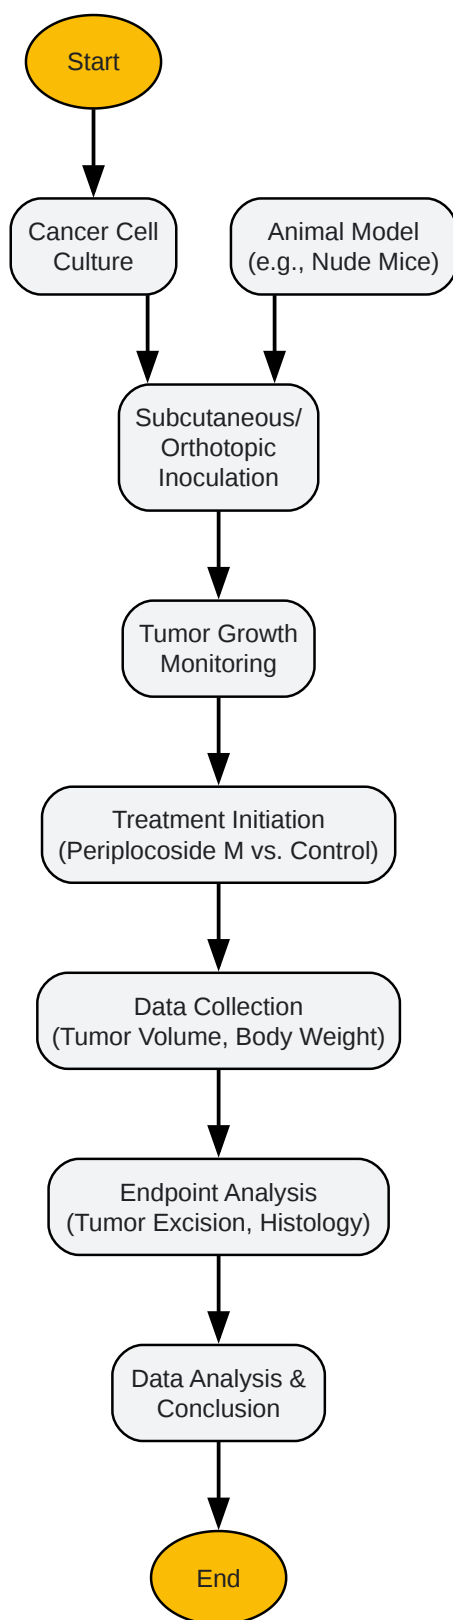 Start
Cancer Cell
Culture
Animal Model
(e.g., Nude Mice)
Subcutaneous/
Orthotopic
Inoculation
Tumor Growth
Monitoring
Treatment Initiation
(Periplocoside M vs. Control)
Data Collection
(Tumor Volume, Body Weight)
Endpoint Analysis
(Tumor Excision, Histology)
Data Analysis &
Conclusion
End